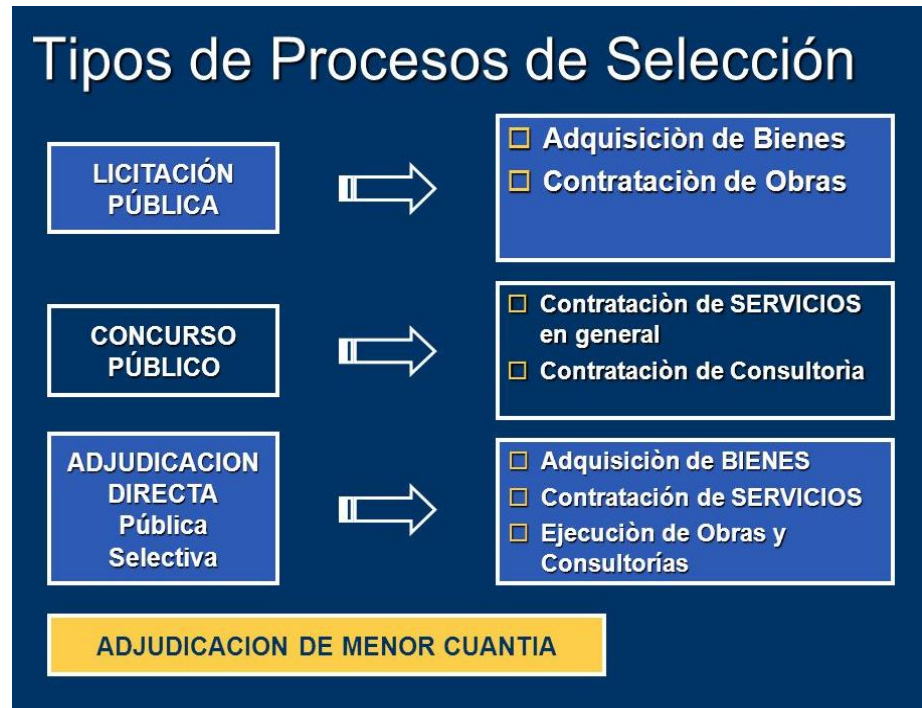 Tipos de Procesos de Selección
LICITACIÓN
PÚBLICA
Adquisiciòn de Bienes
Contrataciòn de Obras
CONCURSO
PÚBLICO
Contrataciòn de SERVICIOS
en general
Contrataciòn de Consultorìa
ADJUDICACION
DIRECTA
Pública
Selectiva
Adquisiciòn de BIENES
Contratación de SERVICIOS
Ejecuciòn de Obras y
Consultorías
ADJUDICACION DE MENOR CUANTIA